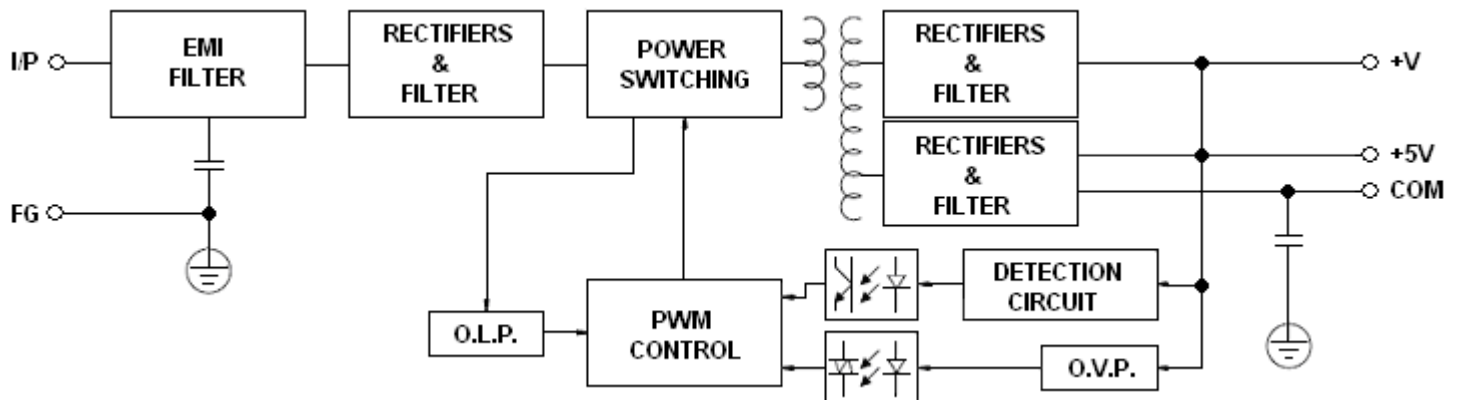 I/P
EMI
FILTER
RECTIFIERS
&
FILTER
POWER
SWITCHING
RECTIFIERS
&
FILTER
+V
RECTIFIERS
&
FILTER
+5V
COM
FG
O.L.P.
PWM
CONTROL
DETECTION
CIRCUIT
O.V.P.